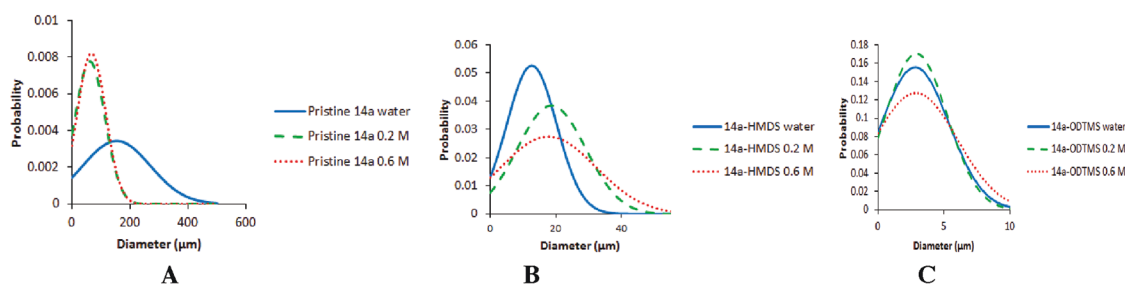 0.01
0.008
0.006
0.004
0.002
0
Probability
0 200 400 600
Diameter (µm)
Pristine 14a water
Pristine 14a 0.2 M
Pristine 14a 0.6 M
A
0.06
0.05
0.04
0.03
0.02
0.01
0
Probability
0 20 40
Diameter (µm)
14a-HMDS water
14a-HMDS 0.2 M
14a-HMDS 0.6 M
B
0.18
0.16
0.14
0.12
0.1
0.08
0.06
0.04
0.02
0
Probability
0 5 10
Diameter (µm)
14a-ODTMS water
14a-ODTMS 0.2 M
14a-ODTMS 0.6 M
C